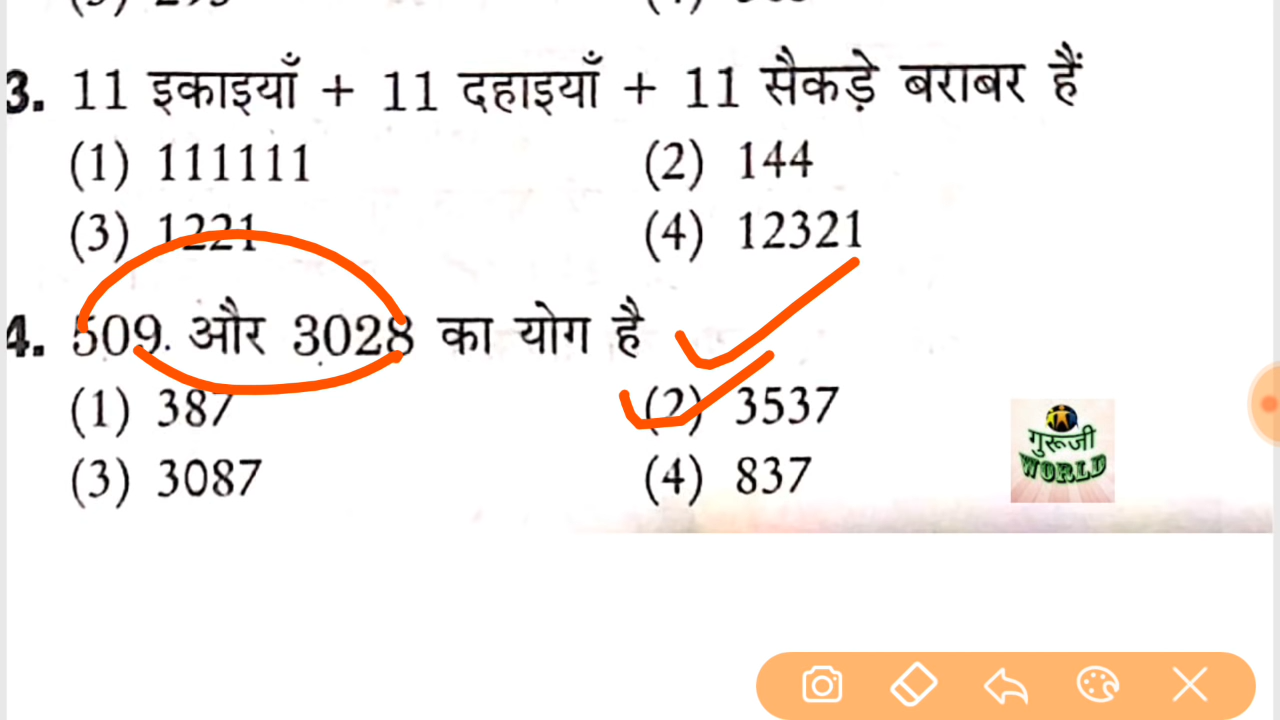 3. 11 इकाइयाँ + 11 दहाइयाँ + 11 सैकड़े बराबर हैं
(1) 111111 (2) 144
(3) 1221 (4) 12321
4. 509. और 3028 का योग है
(1) 387 (2) 3537
(3) 3087 (4) 837
गुरूजी
WORLD